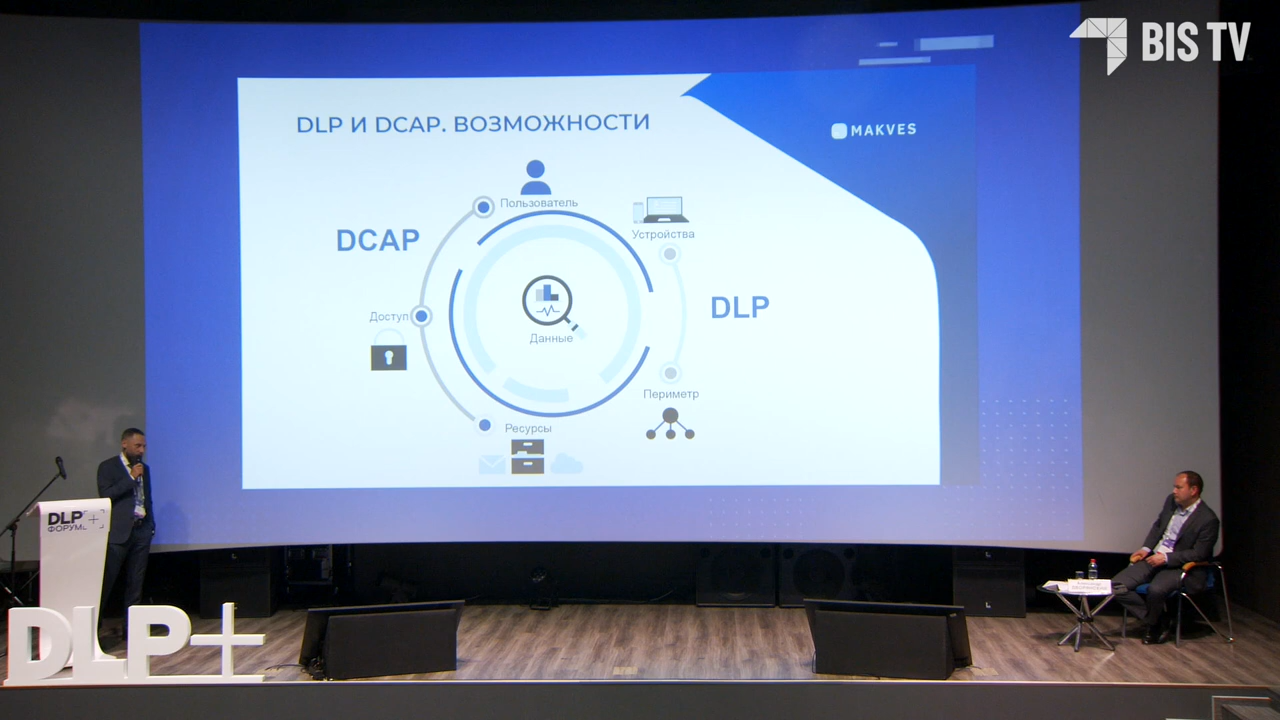 BIS TV
DLP И DCAP. ВОЗМОЖНОСТИ
MAKVES
Пользователь
Устройства
DCAP
DLP
Доступ
Данные
Периметр
Ресурсы
DLP+
ФОРУМ
DLP+